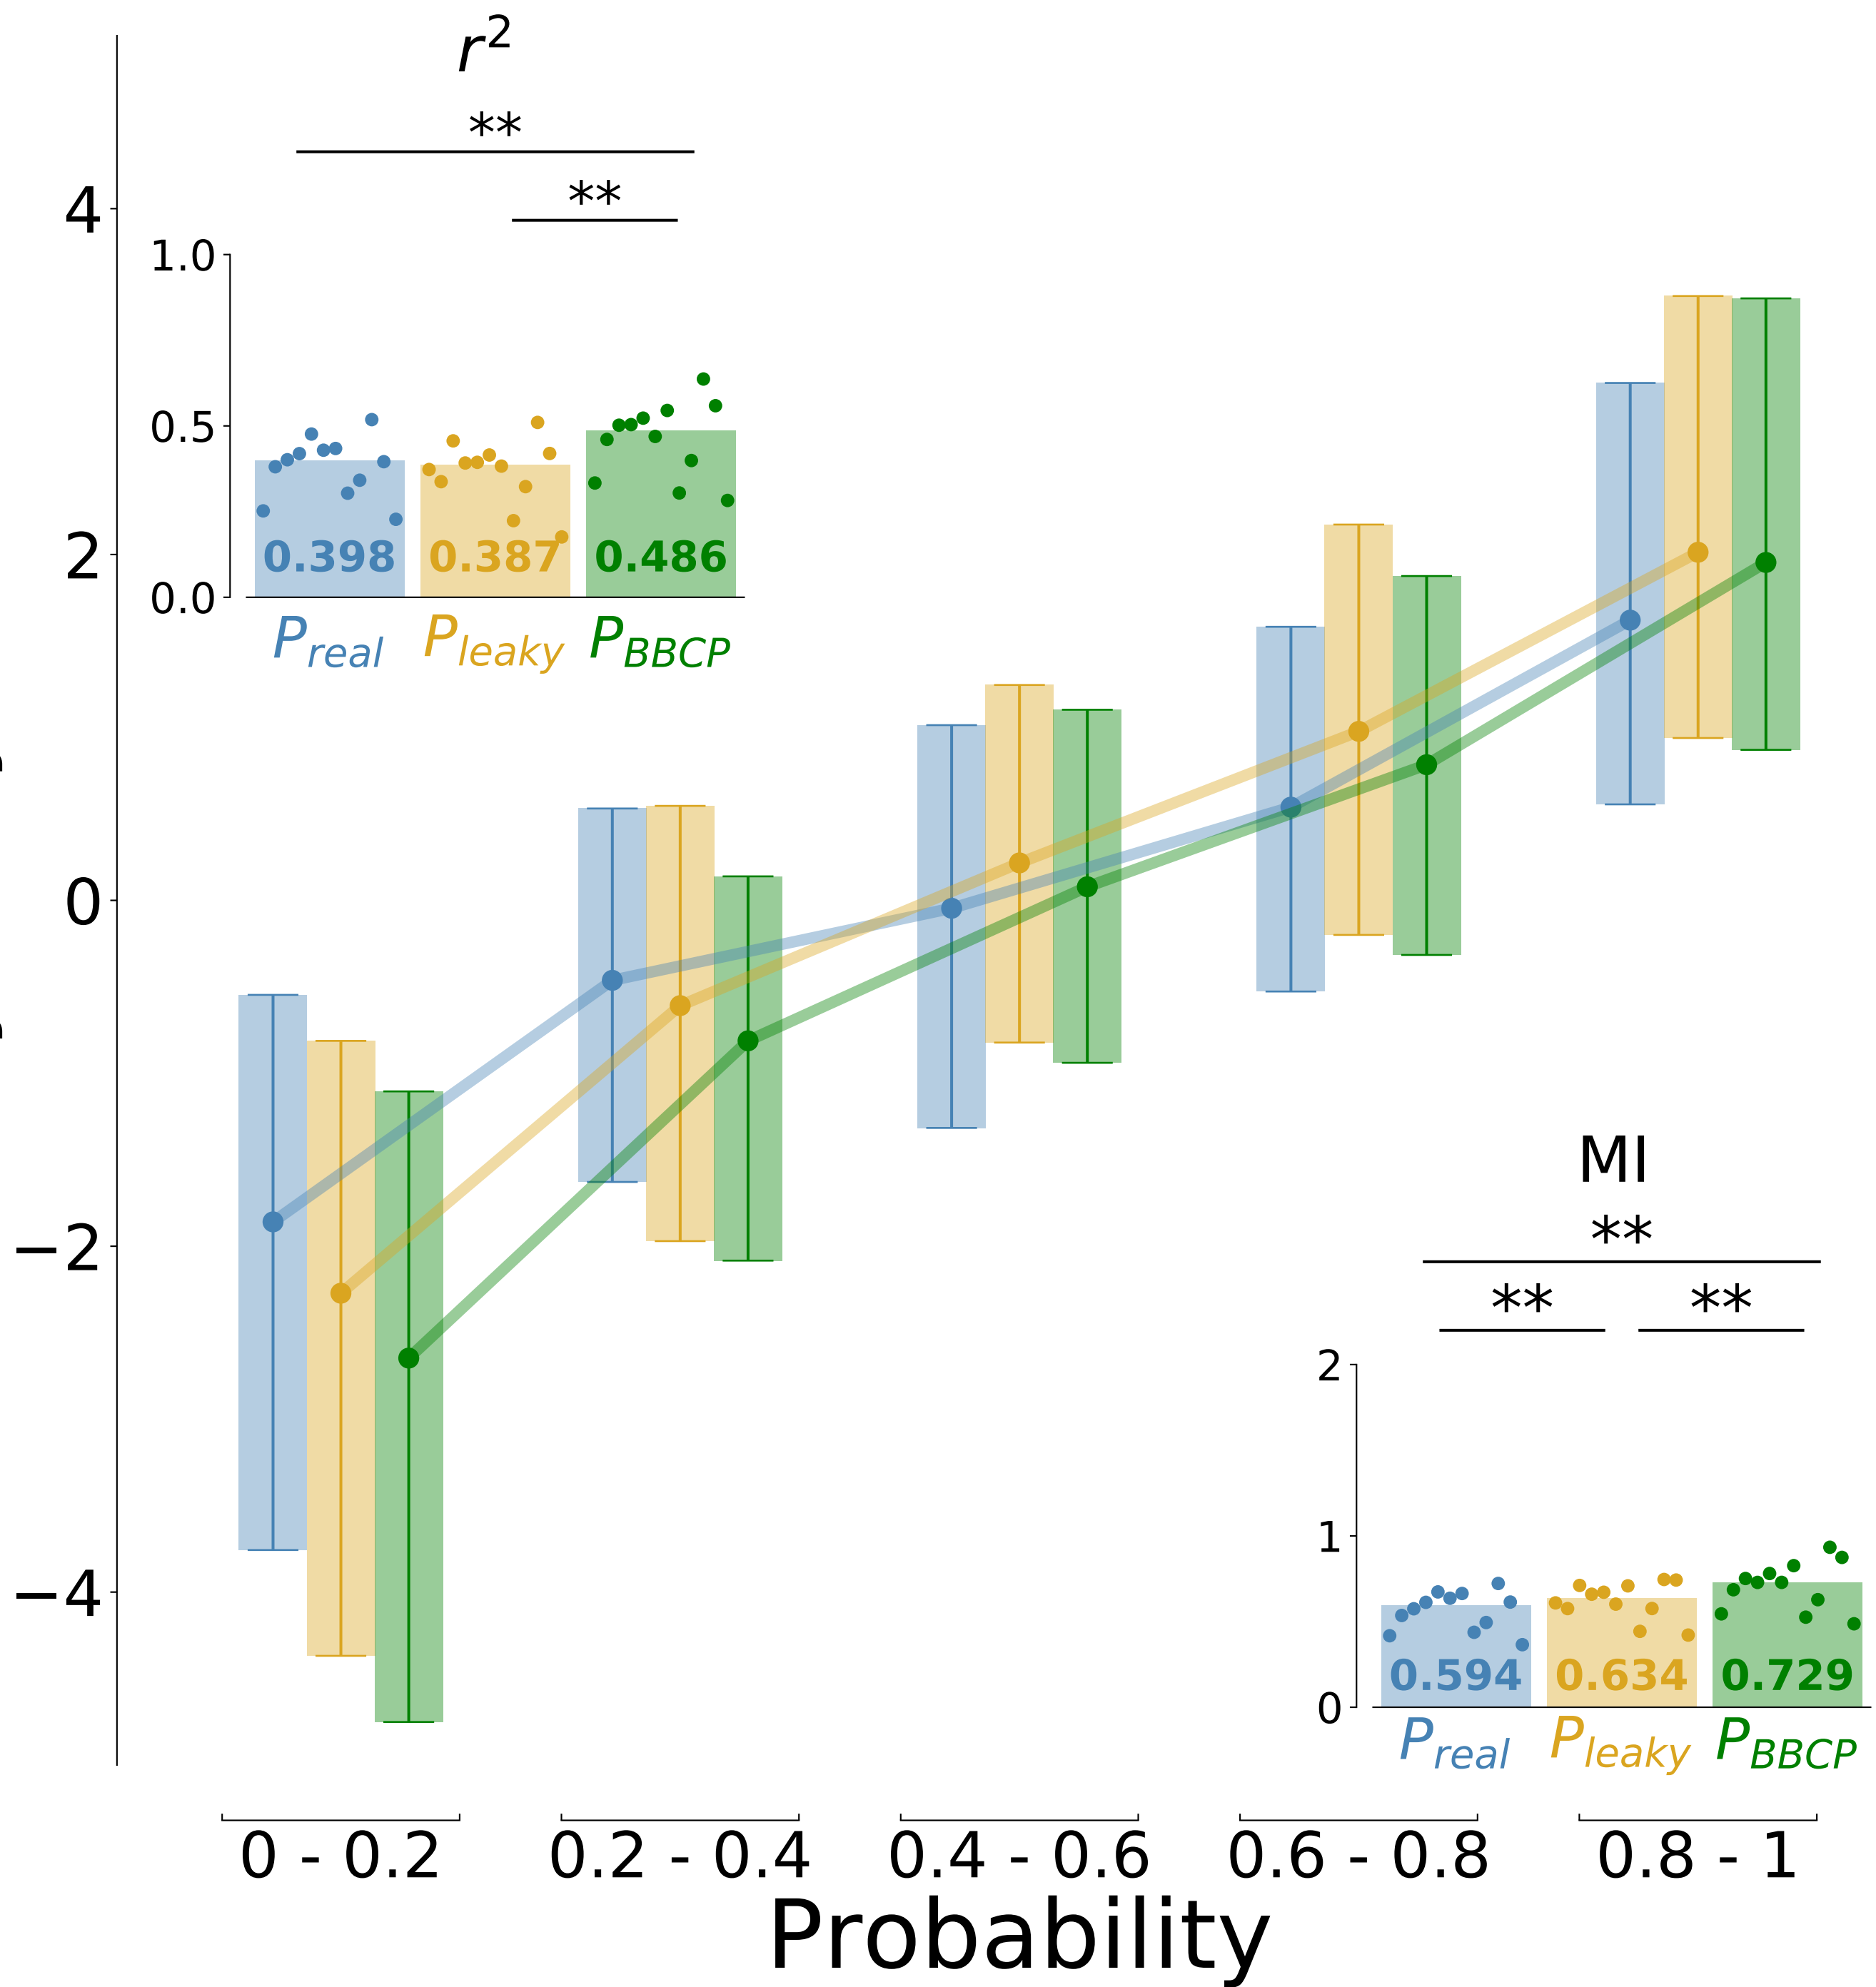 r²
**
**
4
2
0
−2
−4
1.0
0.5
0.0
0.398 0.387 0.486
P_real P_leaky P_BBCP
MI
**
** **
2
1
0
0.594 0.634 0.729
P_real P_leaky P_BBCP
0 - 0.2 0.2 - 0.4 0.4 - 0.6 0.6 - 0.8 0.8 - 1
Probability